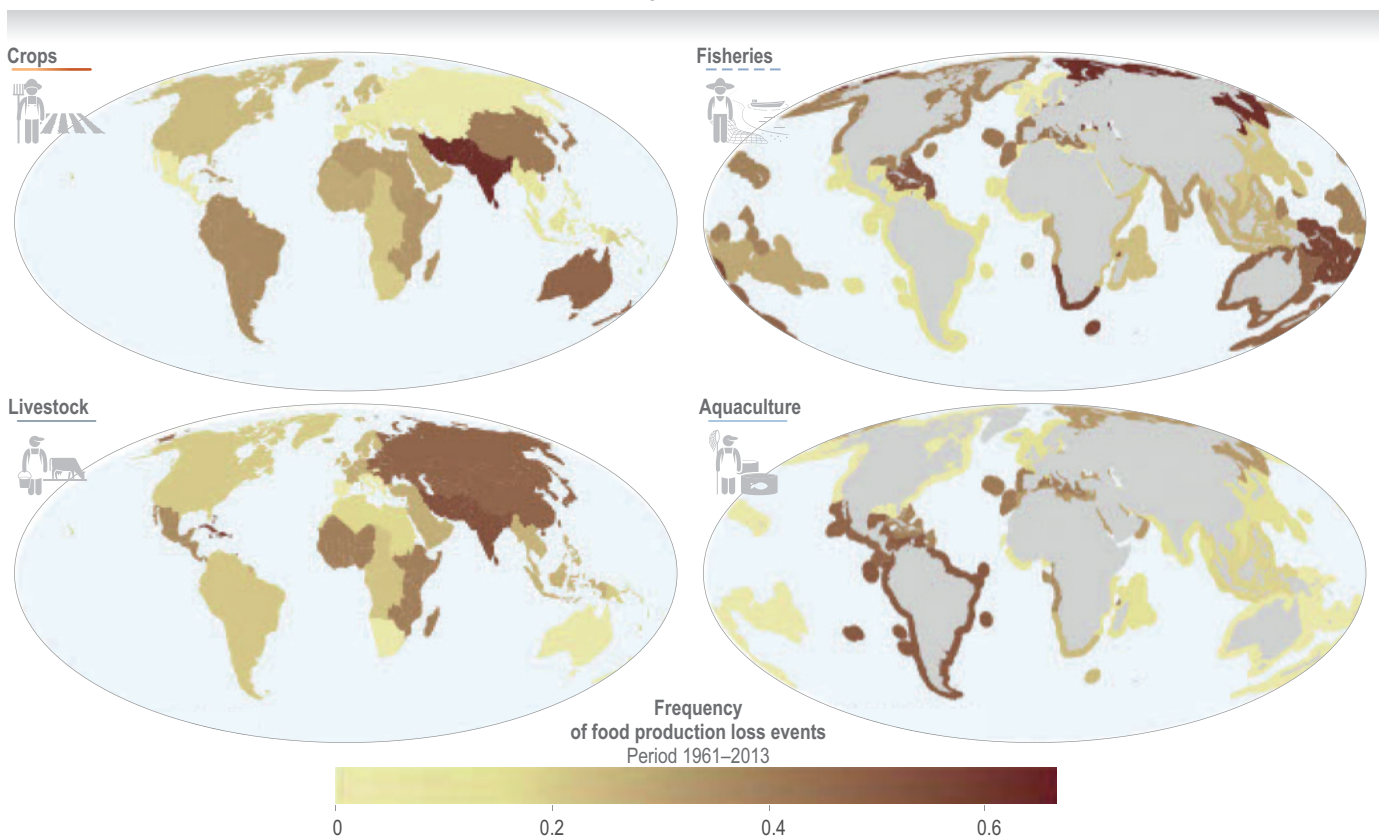 Crops
Fisheries
Livestock
Aquaculture
Frequency
of food production loss events
Period 1961–2013
0
0.2
0.4
0.6